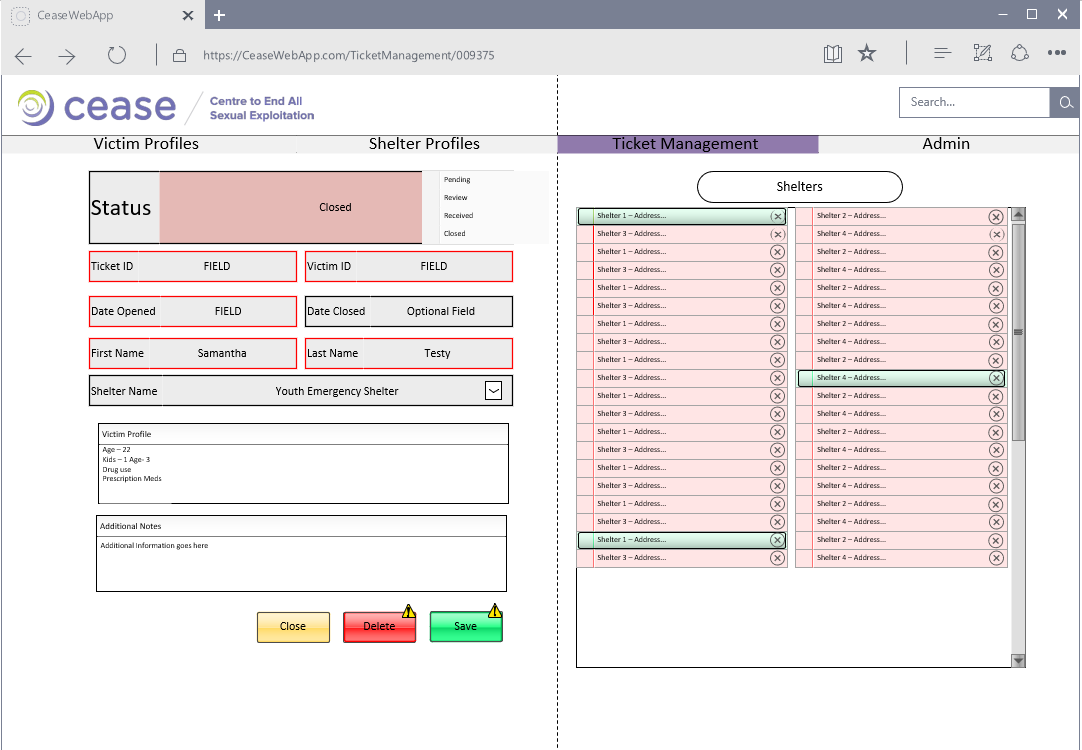 CeaseWebApp
https://CeaseWebApp.com/TicketManagement/009375
cease
Centre to End All
Sexual Exploitation
Search...
Victim Profiles
Shelter Profiles
Ticket Management
Admin
Status
Closed
Pending
Review
Received
Closed
Ticket ID
FIELD
Victim ID
FIELD
Date Opened
FIELD
Date Closed
Optional Field
First Name
Samantha
Last Name
Testy
Shelter Name
Youth Emergency Shelter
Victim Profile
Age – 22
Kids – 1 Age- 3
Drug use
Prescription Meds
Additional Notes
Additional Information goes here
Close
Delete
Save
Shelters
Shelter 1 – Address...
Shelter 3 – Address...
Shelter 1 – Address...
Shelter 3 – Address...
Shelter 1 – Address...
Shelter 3 – Address...
Shelter 1 – Address...
Shelter 3 – Address...
Shelter 1 – Address...
Shelter 3 – Address...
Shelter 1 – Address...
Shelter 3 – Address...
Shelter 1 – Address...
Shelter 3 – Address...
Shelter 1 – Address...
Shelter 3 – Address...
Shelter 1 – Address...
Shelter 3 – Address...
Shelter 1 – Address...
Shelter 3 – Address...
Shelter 2 – Address...
Shelter 4 – Address...
Shelter 2 – Address...
Shelter 4 – Address...
Shelter 2 – Address...
Shelter 4 – Address...
Shelter 2 – Address...
Shelter 4 – Address...
Shelter 2 – Address...
Shelter 4 – Address...
Shelter 2 – Address...
Shelter 4 – Address...
Shelter 2 – Address...
Shelter 4 – Address...
Shelter 2 – Address...
Shelter 4 – Address...
Shelter 2 – Address...
Shelter 4 – Address...
Shelter 2 – Address...
Shelter 4 – Address...